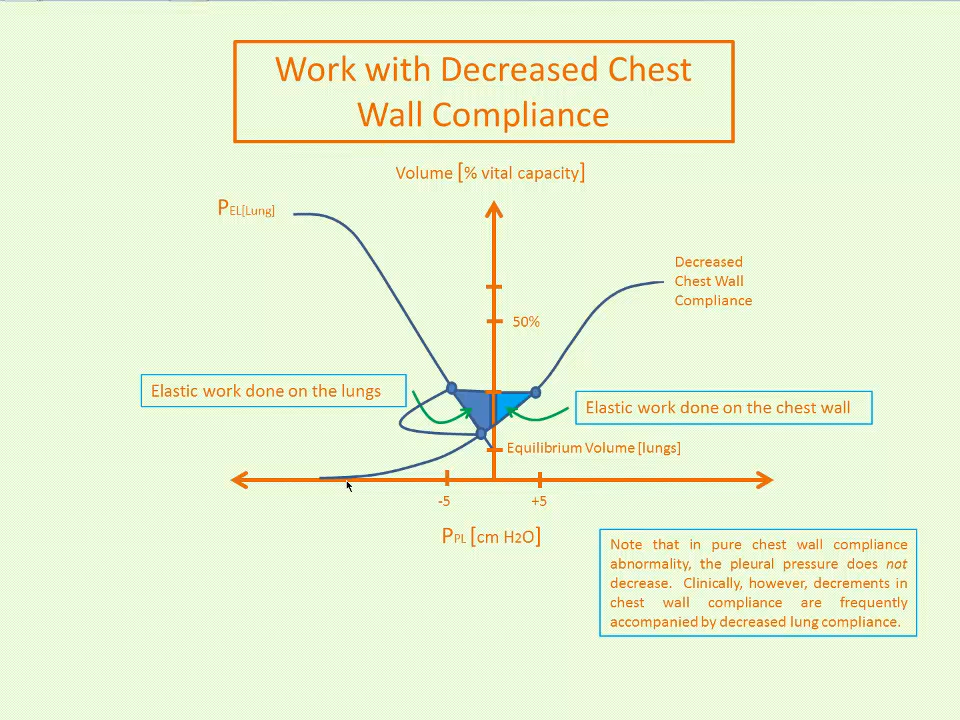 Work with Decreased Chest
Wall Compliance
Volume [% vital capacity]
PEL[Lung]
Decreased
Chest Wall
Compliance
50%
Elastic work done on the lungs
Elastic work done on the chest wall
Equilibrium Volume [lungs]
-5
+5
PPL [cm H2O]
Note that in pure chest wall compliance
abnormality, the pleural pressure does not
decrease. Clinically, however, decrements in
chest wall compliance are frequently
accompanied by decreased lung compliance.